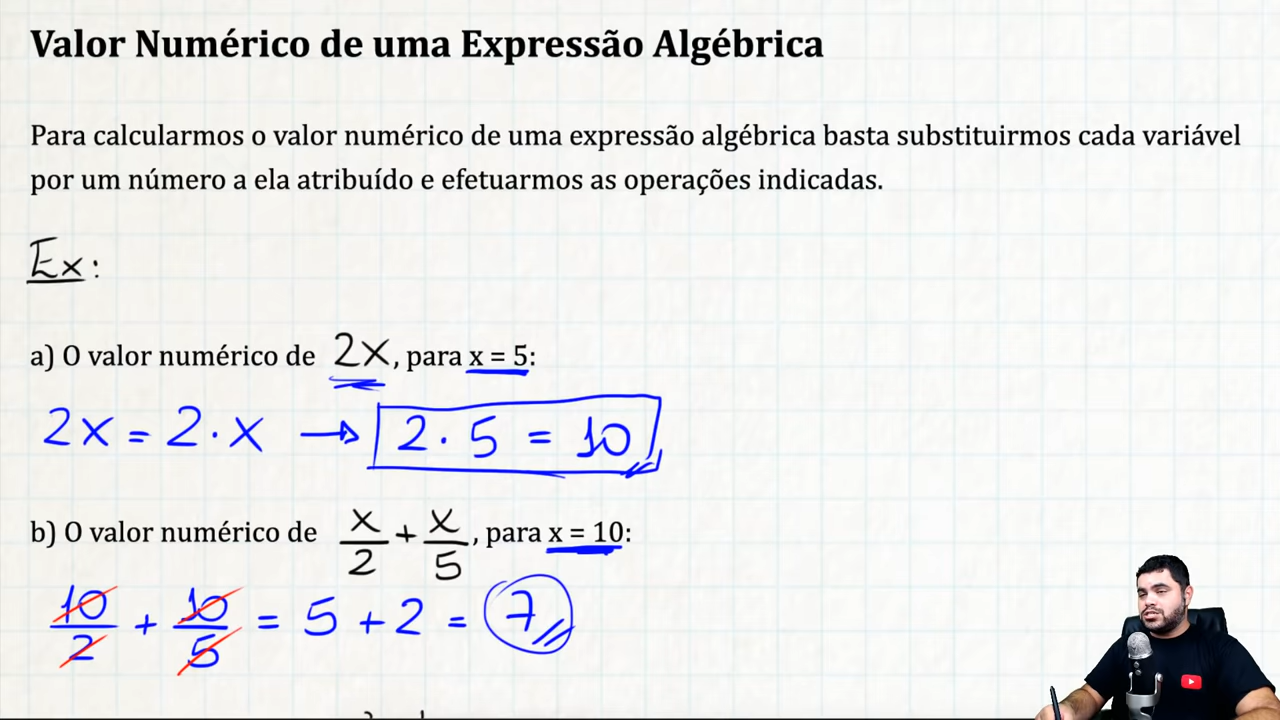 Valor Numérico de uma Expressão Algébrica
Para calcularmos o valor numérico de uma expressão algébrica basta substituirmos cada variável
por um número a ela atribuído e efetuarmos as operações indicadas.
Ex:
a) O valor numérico de 2x, para x = 5:
2x = 2·x → 2·5 = 10
b) O valor numérico de x/2 + x/5, para x = 10:
10/2 + 10/5 = 5 + 2 = 7